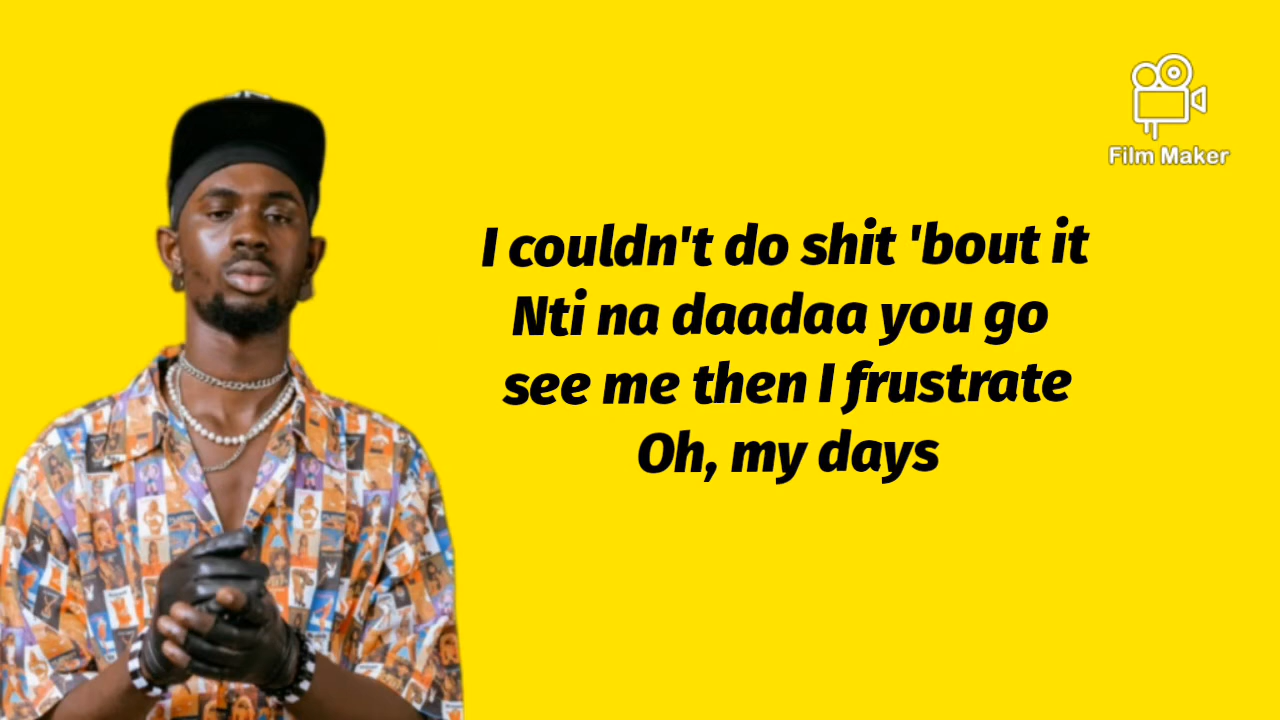 Film Maker
I couldn't do shit 'bout it
Nti na daadaa you go
see me then I frustrate
Oh, my days